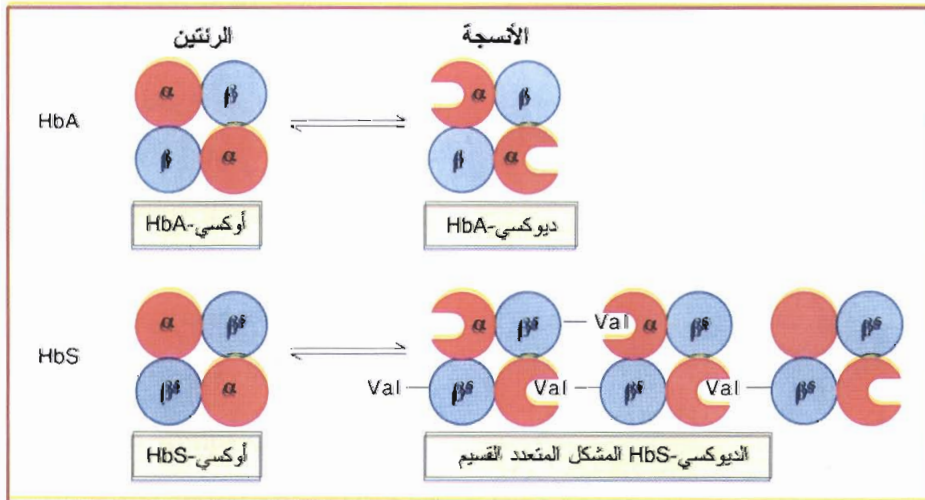 الرئتين
الأنسجة
HbA
α β
β α
α β
β α
أوكسي-HbA
ديوكسي-HbA
HbS
α βˢ
βˢ α
α βˢ — Val α βˢ βˢ
Val — βˢ Val — βˢ Val — βˢ
أوكسي-HbS
الديوكسي-HbS المشكل المتعدد القسيم